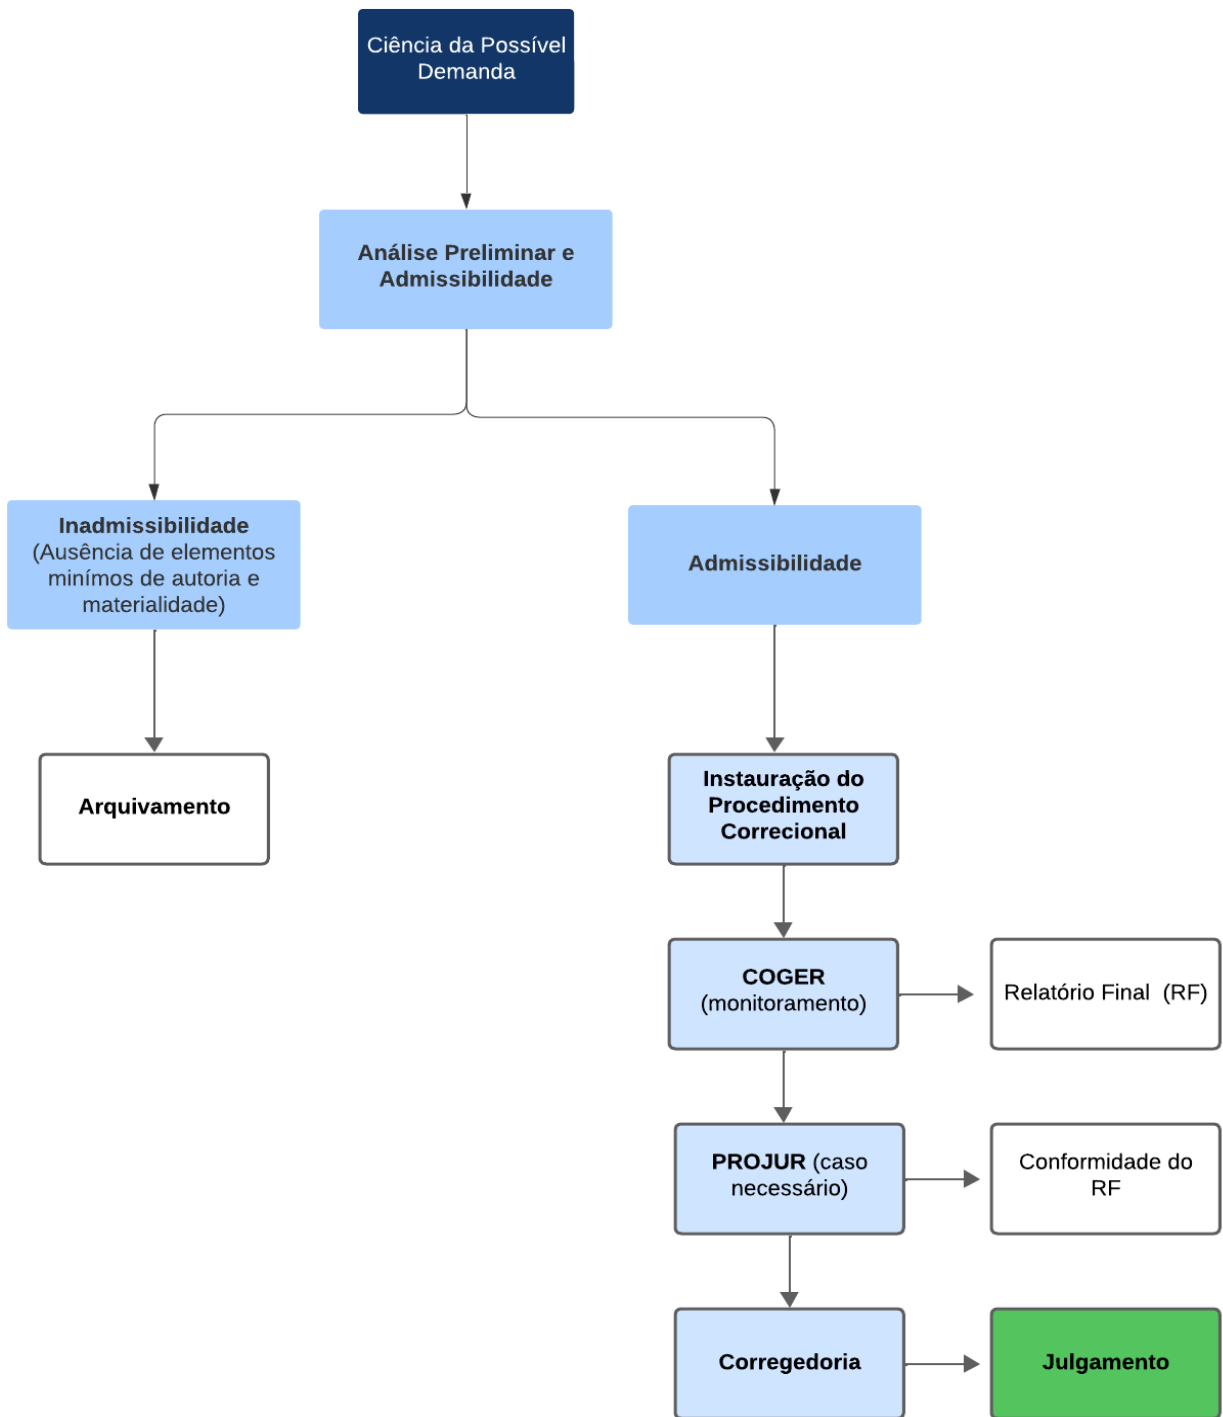 Ciência da Possível
Demanda
Análise Preliminar e
Admissibilidade
Inadmissibilidade
(Ausência de elementos
minímos de autoria e
materialidade)
Admissibilidade
Arquivamento
Instauração do
Procedimento
Correcional
COGER
(monitoramento)
Relatório Final (RF)
PROJUR (caso
necessário)
Conformidade do
RF
Corregedoria
Julgamento